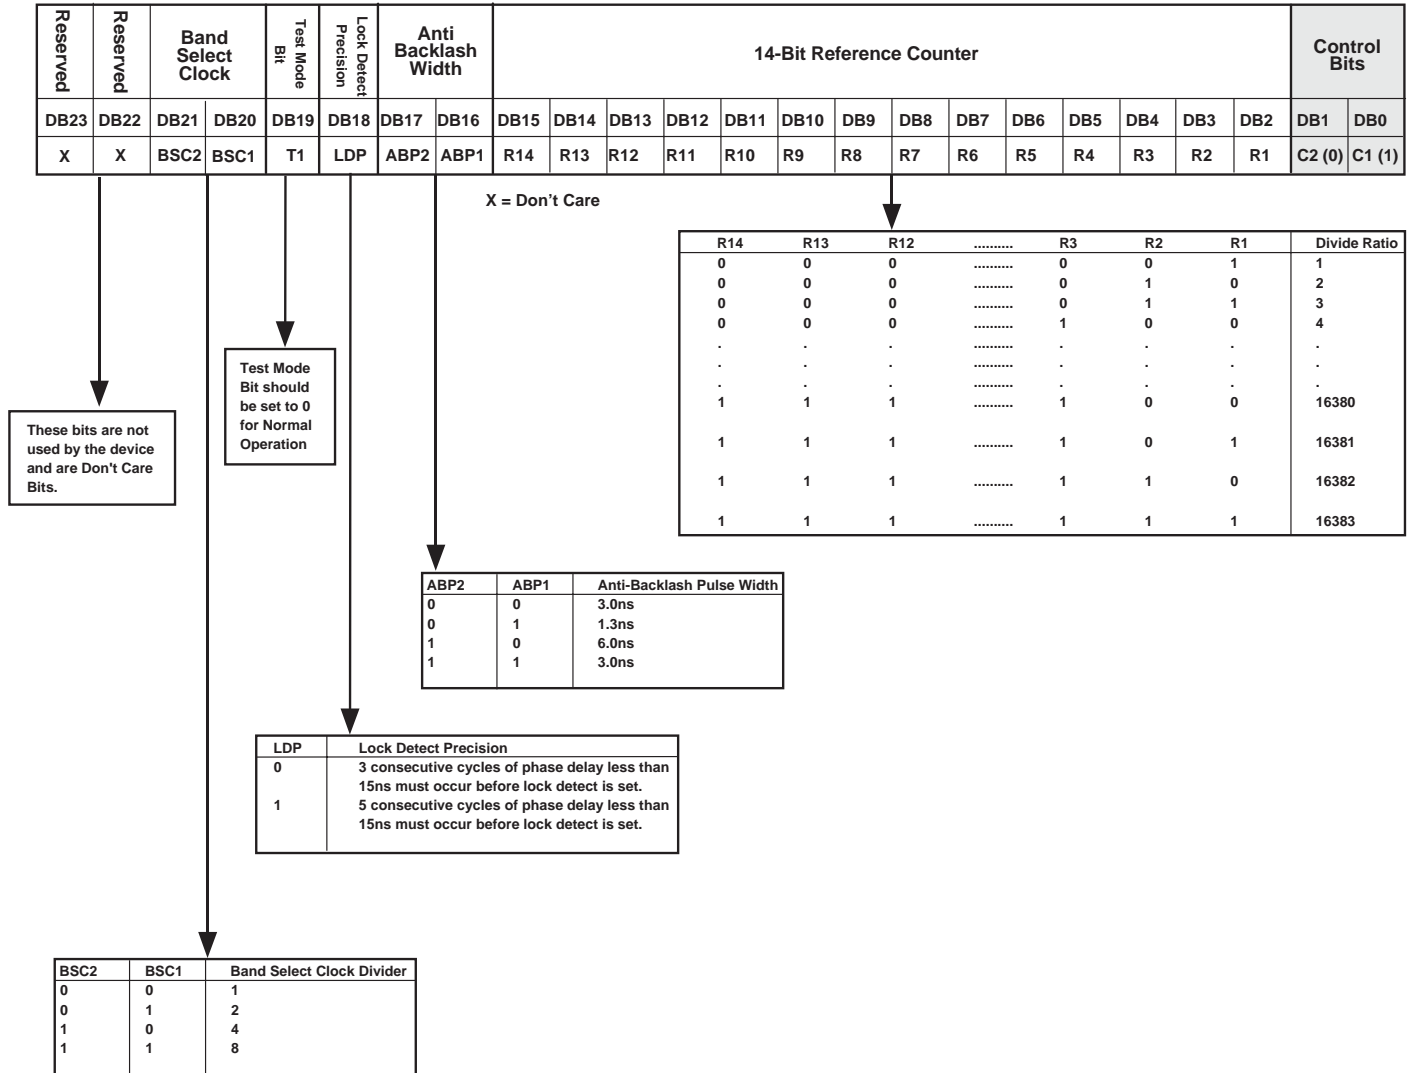 Reserved Reserved Band Select Clock Test Mode Bit Lock Detect Precision Anti Backlash Width 14-Bit Reference Counter Control Bits
DB23 DB22 DB21 DB20 DB19 DB18 DB17 DB16 DB15 DB14 DB13 DB12 DB11 DB10 DB9 DB8 DB7 DB6 DB5 DB4 DB3 DB2 DB1 DB0
X X BSC2 BSC1 T1 LDP ABP2 ABP1 R14 R13 R12 R11 R10 R9 R8 R7 R6 R5 R4 R3 R2 R1 C2 (0) C1 (1)
X = Don't Care
R14 R13 R12 .......... R3 R2 R1 Divide Ratio
0 0 0 .......... 0 0 1 1
0 0 0 .......... 0 1 0 2
0 0 0 .......... 0 1 1 3
0 0 0 .......... 1 0 0 4
. . . .......... . . . .
. . . .......... . . . .
. . . .......... . . . .
1 1 1 .......... 1 0 0 16380
1 1 1 .......... 1 0 1 16381
1 1 1 .......... 1 1 0 16382
1 1 1 .......... 1 1 1 16383
Test Mode
Bit should
be set to 0
for Normal
Operation
These bits are not
used by the device
and are Don't Care
Bits.
ABP2 ABP1 Anti-Backlash Pulse Width
0 0 3.0ns
0 1 1.3ns
1 0 6.0ns
1 1 3.0ns
LDP Lock Detect Precision
0 3 consecutive cycles of phase delay less than
15ns must occur before lock detect is set.
1 5 consecutive cycles of phase delay less than
15ns must occur before lock detect is set.
BSC2 BSC1 Band Select Clock Divider
0 0 1
0 1 2
1 0 4
1 1 8